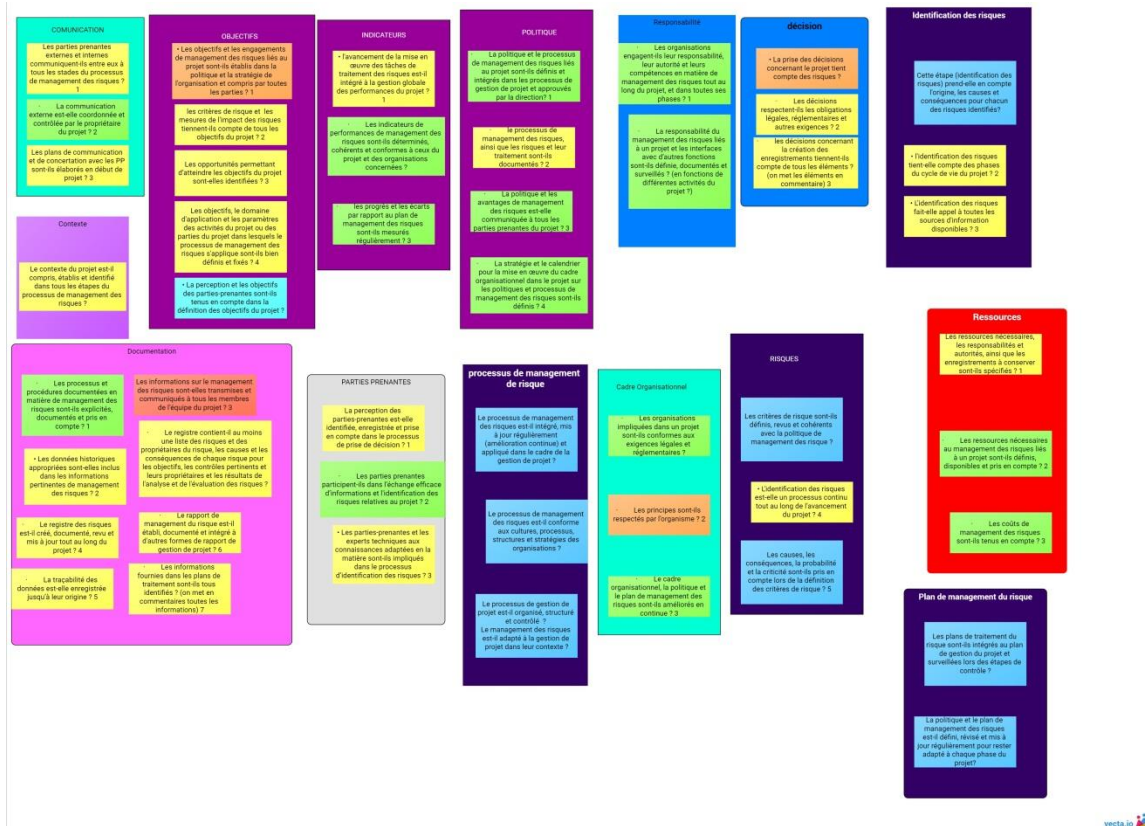 COMUNICATION
Les parties prenantes
externes et internes
communiquent-ils entre eux à
tous les stades du processus
de management des risques ?
1
· La communication
externe est-elle coordonnée et
contrôlée par le propriétaire
du projet ? 2
Les plans de communication
et de concertation avec les PP
sont-ils élaborés en début de
projet ? 3
OBJECTIFS
• Les objectifs et les engagements
de management des risques liés au
projet sont-ils établis dans la
politique et la stratégie de
l'organisation et compris par toutes
les parties ? 1
les critères de risque et les
mesures de l'impact des risques
tiennent-ils compte de tous les
objectifs du projet ? 2
Les opportunités permettant
d'atteindre les objectifs du projet
sont-elles identifiées ? 3
Les objectifs, le domaine
d'application et les paramètres
des activités du projet ou des
parties du projet dans lesquels le
processus de management des
risques s'applique sont-ils bien
définis et fixés ? 4
• La perception et les objectifs
des parties-prenantes sont-ils
tenus en compte dans la
définition des objectifs du projet ?
INDICATEURS
• l'avancement de la mise en
œuvre des tâches de
traitement des risques est-il
intégré à la gestion globale
des performances du projet ?
1
· Les indicateurs de
performances de management
des risques sont-ils déterminés,
cohérents et conformes à ceux du
projet et des organisations
concernées ?
· les progrès et les écarts
par rapport au plan de
management des risques
sont-ils mesurés
régulièrement ? 3
POLITIQUE
· La politique et le processus
de management des risques liés
au projet sont-ils définis et
intégrés dans les processus de
gestion de projet et approuvés
par la direction? 1
le processus de
management des risques,
ainsi que les risques et leur
traitement sont-ils
documentés ? 2
· La politique et les
avantages de management
des risques est-elle
communiquée à tous les
parties prenantes du projet ? 3
· La stratégie et le calendrier
pour la mise en œuvre du cadre
organisationnel dans le projet sur
les politiques et processus de
management des risques sont-ils
définis ? 4
Responsabilité
· Les organisations
engagent-ils leur responsabilité,
leur autorité et leurs
compétences en matière de
management des risques tout au
long du projet, et dans toutes ses
phases ? 1
· La responsabilité du
management des risques liés
à un projet et les interfaces
avec d'autres fonctions
sont-ils définie, documentés
et surveillés ? (en fonctions
de différentes activités du
projet ?)
décision
• La prise des décisions
concernant le projet tient
compte des risques ?
· Les décisions
respectent-ils les obligations
légales, réglementaires et
autres exigences ? 2
· les décisions concernant
la création des
enregistrements tiennent-ils
compte de tous les éléments ?
(on met les éléments en
commentaire) 3
Identification des risques
Cette étape (identification des
risques) prend-elle en compte
l'origine, les causes et
conséquences pour chacun
des risques identifiés?
• l'identification des risques
tient-elle compte des phases
du cycle de vie du projet ? 2
• L'identification des risques
fait-elle appel à toutes les
sources d'information
disponibles ? 3
Contexte
Le contexte du projet est-il
compris, établis et identifié
dans tous les étapes du
processus de management des
risques ?
Documentation
· Les processus et
procédures documentées en
matière de management des
risques sont-ils explicités,
documentés et pris en
compte ? 1
• Les données historiques
appropriées sont-elles inclus
dans les informations
pertinentes de management
des risques ? 2
· Le registre des risques
est-il créé, documenté, revu et
mis à jour tout au long du
projet ? 4
· La traçabilité des
données est-elle enregistrée
jusqu'à leur origine ? 5
Les informations sur le management
des risques sont-elles transmises et
communiqués à tous les membres
de l'équipe du projet ? 3
· Le registre contient-il au moins
une liste des risques et des
propriétaires du risque, les causes et
les conséquences de chaque risque pour
les objectifs, les contrôles pertinents et
leurs propriétaires et les résultats de
l'analyse et de l'évaluation des risques ?
· Le rapport de
management du risque est-il
établi, documenté et intégré à
d'autres formes de rapport de
gestion de projet ? 6
· Les informations
fournies dans les plans de
traitement sont-ils tous
identifiés ? (on met en
commentaires toutes les
informations) 7
PARTIES PRENANTES
La perception des
parties-prenantes est-elle
identifiée, enregistrée et prise
en compte dans le processus
de prise de décision ? 1
· Les parties prenantes
participent-ils dans l'échange efficace
d'informations et l'identification des
risques relatives au projet ? 2
• Les parties-prenantes et les
experts techniques aux
connaissances adaptées en la
matière sont-ils impliqués
dans le processus
d'identification des risques ? 3
processus de management
de risque
Le processus de management
des risques est-il intégré, mis
à jour régulièrement
(amélioration continue) et
appliqué dans le cadre de la
gestion de projet ?
Le processus de management
des risques est-il conforme
aux cultures, processus,
structures et stratégies des
organisations ?
Le processus de gestion de
projet est-il organisé, structuré
et contrôlé ?
Le management des risques
est-il adapté à la gestion de
projet dans leur contexte ?
Cadre Organisationnel
· Les organisations
impliquées dans un projet
sont-ils conformes aux
exigences légales et
réglementaires ?
· Les principes sont-ils
respectés par l'organisme ? 2
· Le cadre
organisationnel, la politique et
le plan de management des
risques sont-ils améliorés en
continue ? 3
RISQUES
Les critères de risque sont-ils
définis, revus et cohérents
avec la politique de
management du risque ?
• L'identification des risques
est-elle un processus continu
tout au long de l'avancement
du projet ? 4
Les causes, les
conséquences, la probabilité
et la criticité sont-ils pris en
compte lors de la définition
des critères de risque ? 5
Ressources
Les ressources nécessaires,
les responsabilités et
autorités, ainsi que les
enregistrements à conserver
sont-ils spécifiés ? 1
· Les ressources nécessaires
au management des risques liés
à un projet sont-ils définis,
disponibles et pris en compte ? 2
· Les coûts de
management des risques
sont-ils tenus en compte ? 3
Plan de management du risque
Les plans de traitement du
risque sont-ils intégrés au plan
de gestion du projet et
surveillées lors des étapes de
contrôle ?
La politique et le plan de
management des risques
est-il défini, révisé et mis à
jour régulièrement pour rester
adapté à chaque phase du
projet?
vecta.io